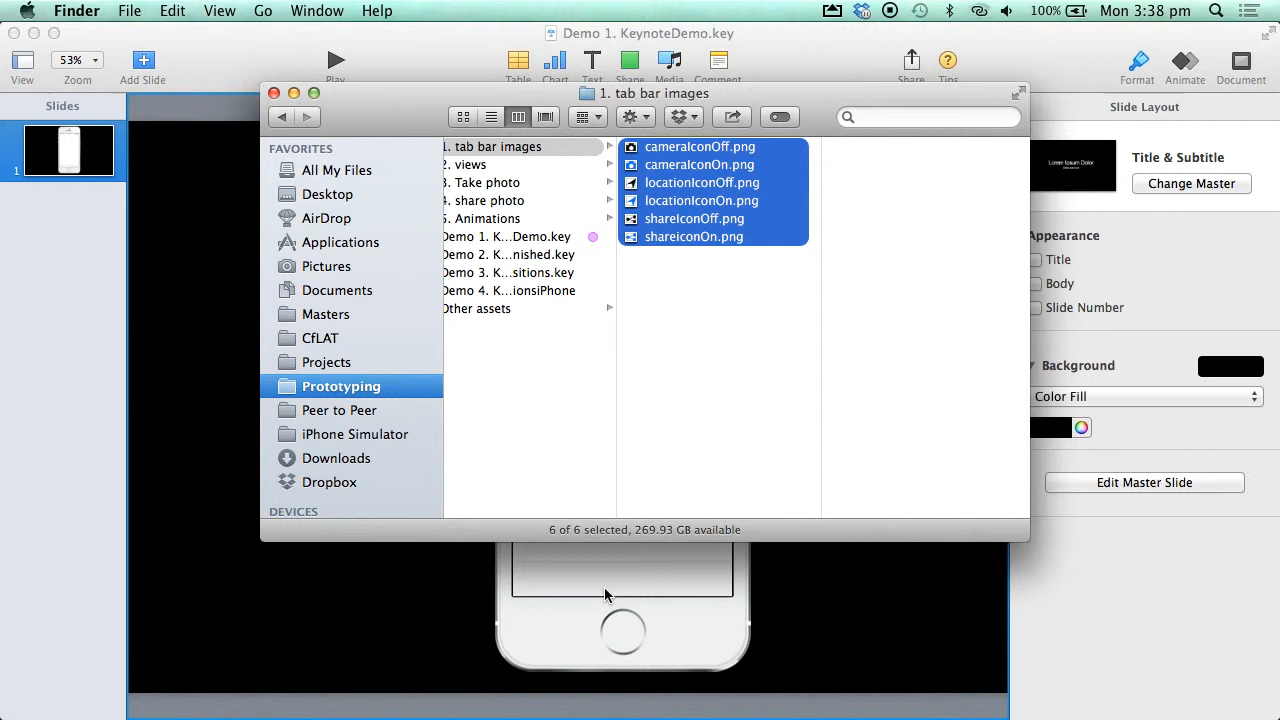 Finder File Edit View Go Window Help 100% Mon 3:38 pm
Demo 1. KeynoteDemo.key
53%
View Zoom Add Slide Play Table Chart Text Shape Media Comment Share Tips Format Animate Document
Slides
1. tab bar images
Slide Layout
1
FAVORITES
All My Files
Desktop
AirDrop
Applications
Pictures
Documents
Masters
CfLAT
Projects
Prototyping
Peer to Peer
iPhone Simulator
Downloads
Dropbox
DEVICES
1. tab bar images
2. views
3. Take photo
4. share photo
5. Animations
Demo 1. K...Demo.key
Demo 2. K...nished.key
Demo 3. K...sitions.key
Demo 4. K...ionsiPhone
Other assets
cameraIconOff.png
cameraIconOn.png
locationIconOff.png
locationIconOn.png
shareIconOff.png
shareiconOn.png
6 of 6 selected, 269.93 GB available
Lorem Ipsum Dolor
Title & Subtitle
Change Master
Appearance
Title
Body
Slide Number
Background
Color Fill
Edit Master Slide